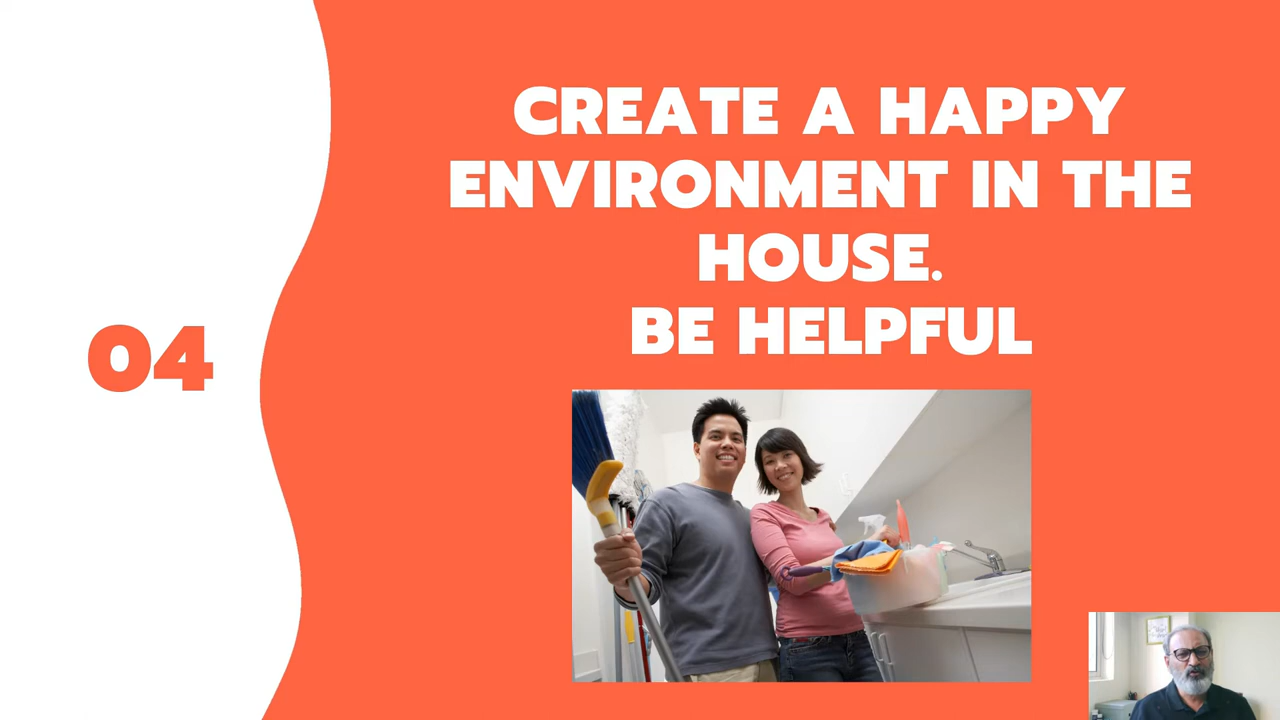 CREATE A HAPPY
ENVIRONMENT IN THE
HOUSE.
BE HELPFUL
04